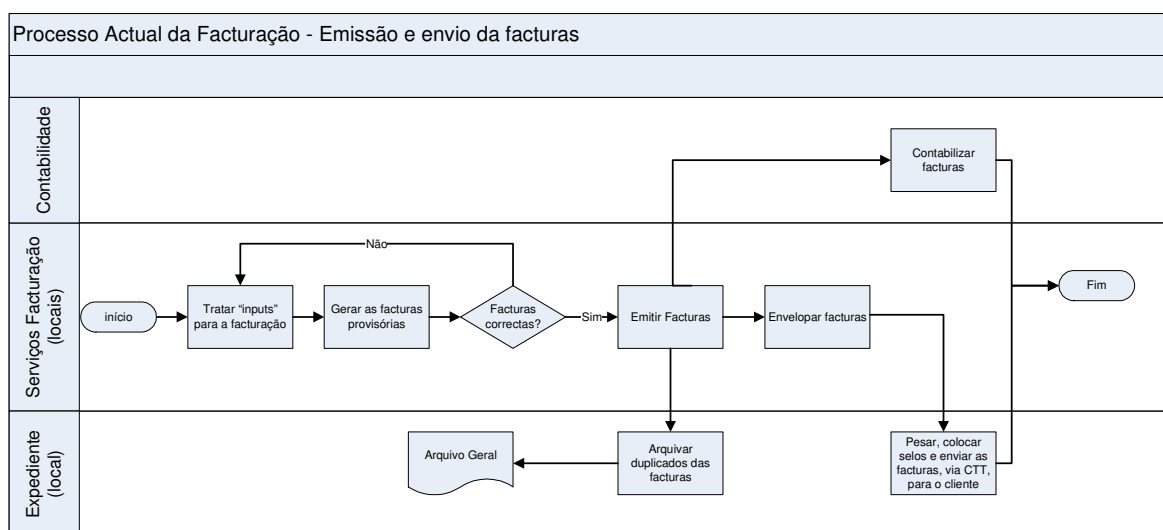 Processo Actual da Facturação - Emissão e envio da facturas
Contabilidade
Contabilizar
facturas
Serviços Facturação
(locais)
Não
início
Tratar “inputs”
para a facturação
Gerar as facturas
provisórias
Facturas
correctas?
Sim
Emitir Facturas
Envelopar facturas
Fim
Expediente
(local)
Arquivo Geral
Arquivar
duplicados das
facturas
Pesar, colocar
selos e enviar as
facturas, via CTT,
para o cliente